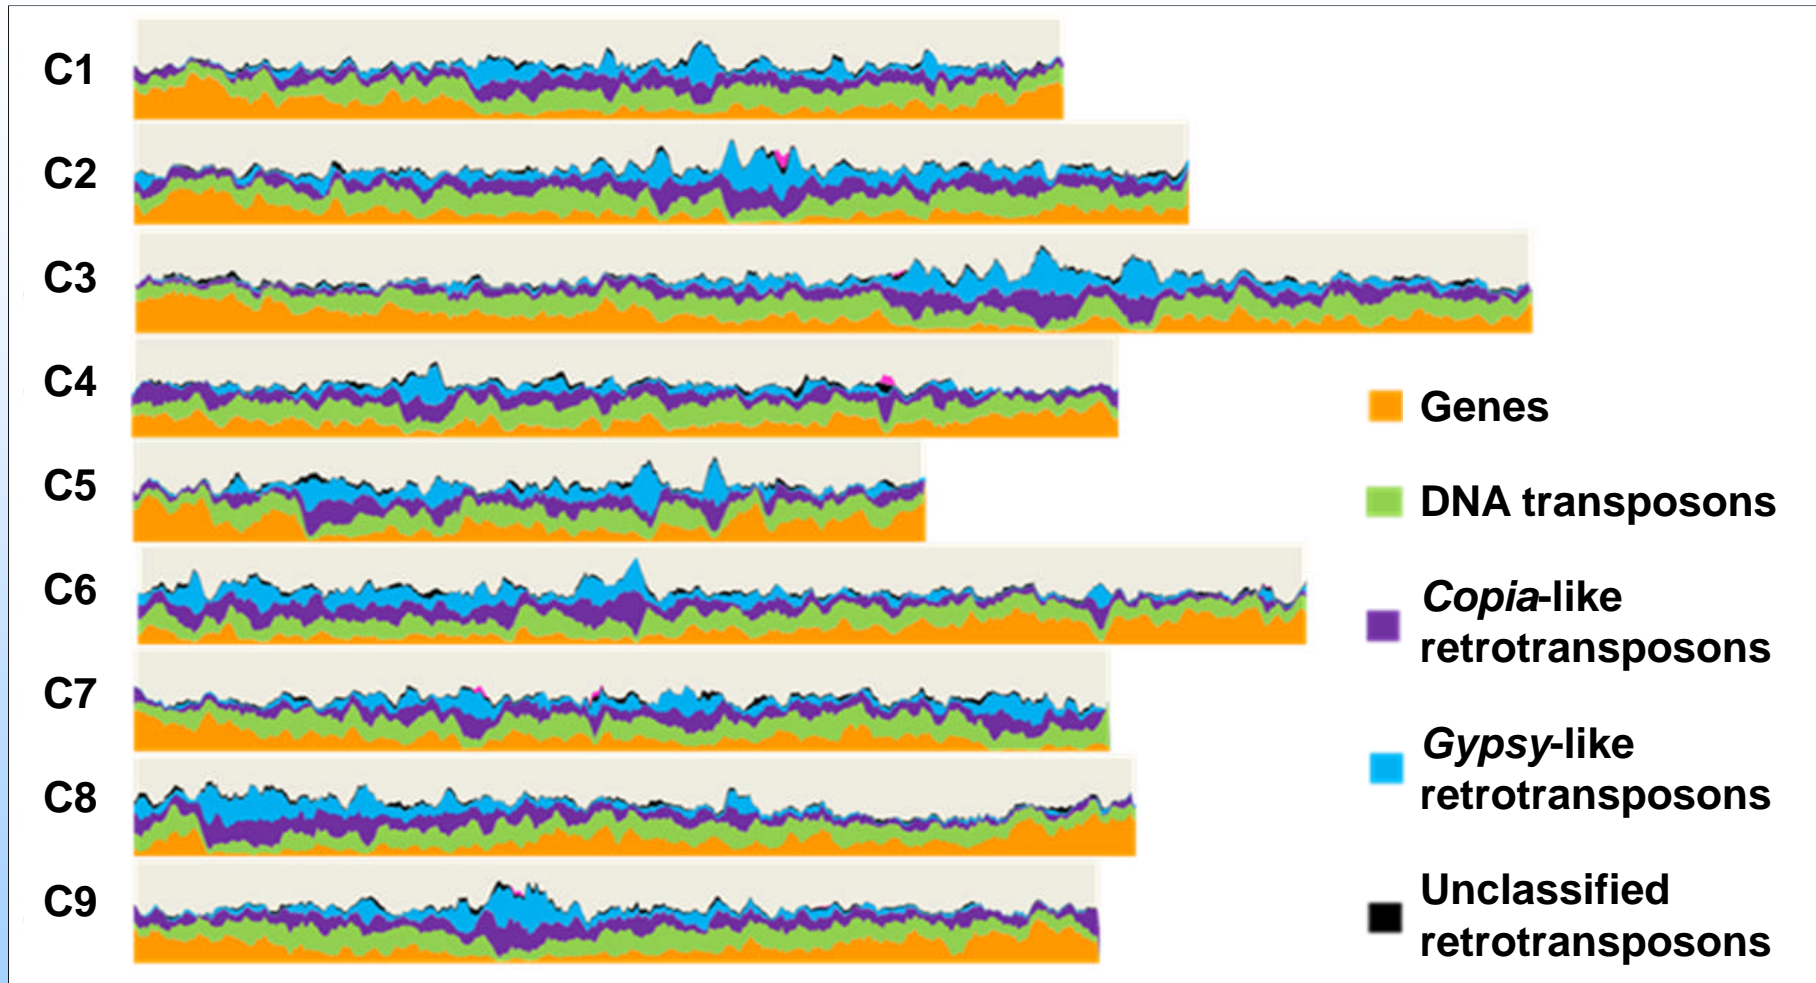 C1
C2
C3
C4
C5
C6
C7
C8
C9
Genes
DNA transposons
Copia-like
retrotransposons
Gypsy-like
retrotransposons
Unclassified
retrotransposons